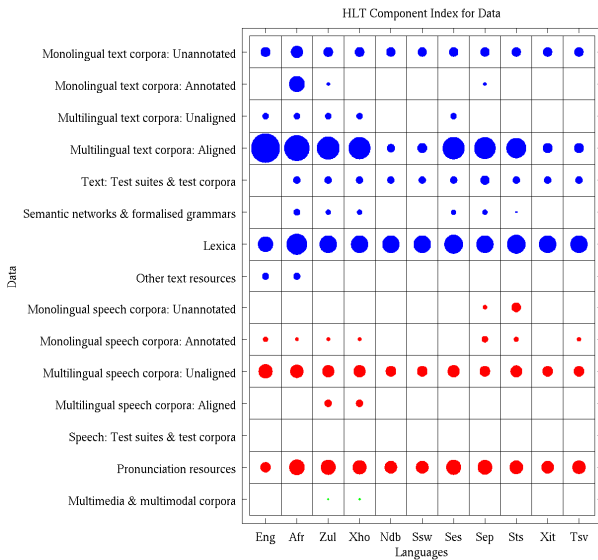 HLT Component Index for Data
Monolingual text corpora: Unannotated
Monolingual text corpora: Annotated
Multilingual text corpora: Unaligned
Multilingual text corpora: Aligned
Text: Test suites & test corpora
Semantic networks & formalised grammars
Lexica
Other text resources
Data
Monolingual speech corpora: Unannotated
Monolingual speech corpora: Annotated
Multilingual speech corpora: Unaligned
Multilingual speech corpora: Aligned
Speech: Test suites & test corpora
Pronunciation resources
Multimedia & multimodal corpora
Eng Afr Zul Xho Ndb Ssw Ses Sep Sts Xit Tsv
Languages